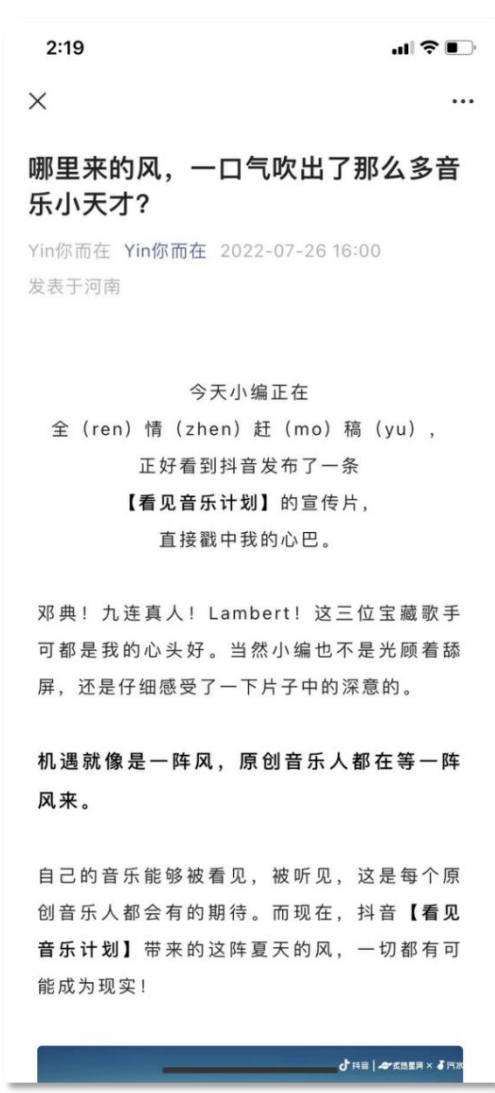 2:19
哪里来的风，一口气吹出了那么多音
乐小天才?
Yin你而在 Yin你而在 2022-07-26 16:00
发表于河南
今天小编正在
全（ren）情（zhen）赶（mo）稿（yu），
正好看到抖音发布了一条
【看见音乐计划】的宣传片，
直接戳中我的心巴。
邓典！九连真人！Lambert！这三位宝藏歌手
可都是我的心头好。当然小编也不是光顾着舔
屏，还是仔细感受了一下片子中的深意的。
机遇就像是一阵风，原创音乐人都在等一阵
风来。
自己的音乐能够被看见，被听见，这是每个原
创音乐人都会有的期待。而现在，抖音【看见
音乐计划】带来的这阵夏天的风，一切都有可
能成为现实！
抖音 | 炙热星河 × 汽水